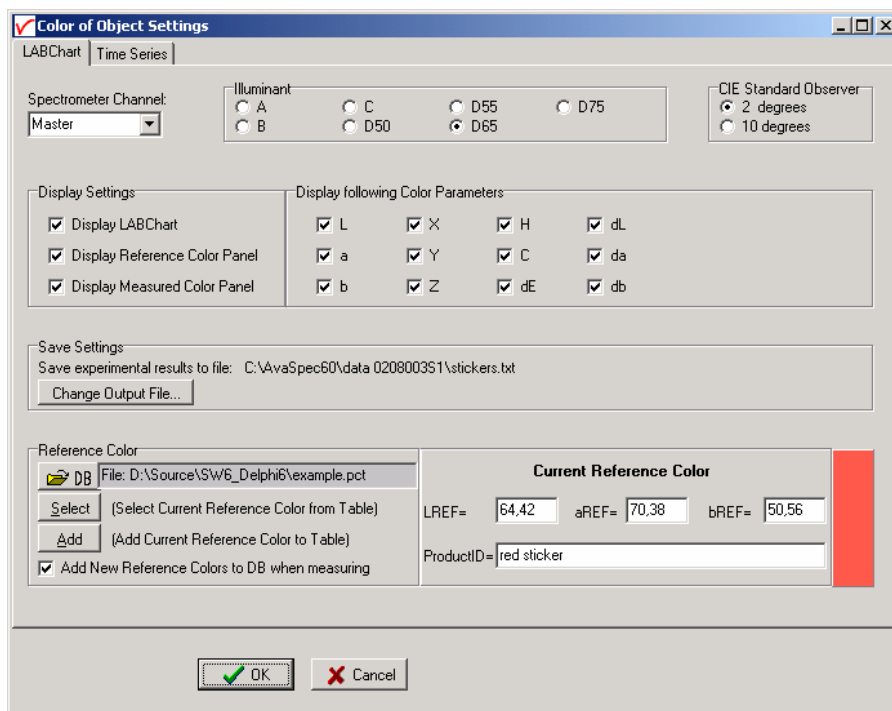 Color of Object Settings
LABChart Time Series
Spectrometer Channel:
Master
Illuminant
A C D55 D75
B D50 D65
CIE Standard Observer
2 degrees
10 degrees
Display Settings
Display LABChart
Display Reference Color Panel
Display Measured Color Panel
Display following Color Parameters
L X H dL
a Y C da
b Z dE db
Save Settings
Save experimental results to file: C:\AvaSpec60\data 0208003S1\stickers.txt
Change Output File...
Reference Color
DB File: D:\Source\SW6_Delphi6\example.pct
Select (Select Current Reference Color from Table)
Add (Add Current Reference Color to Table)
Add New Reference Colors to DB when measuring
Current Reference Color
LREF= 64,42 aREF= 70,38 bREF= 50,56
ProductID= red sticker
OK Cancel